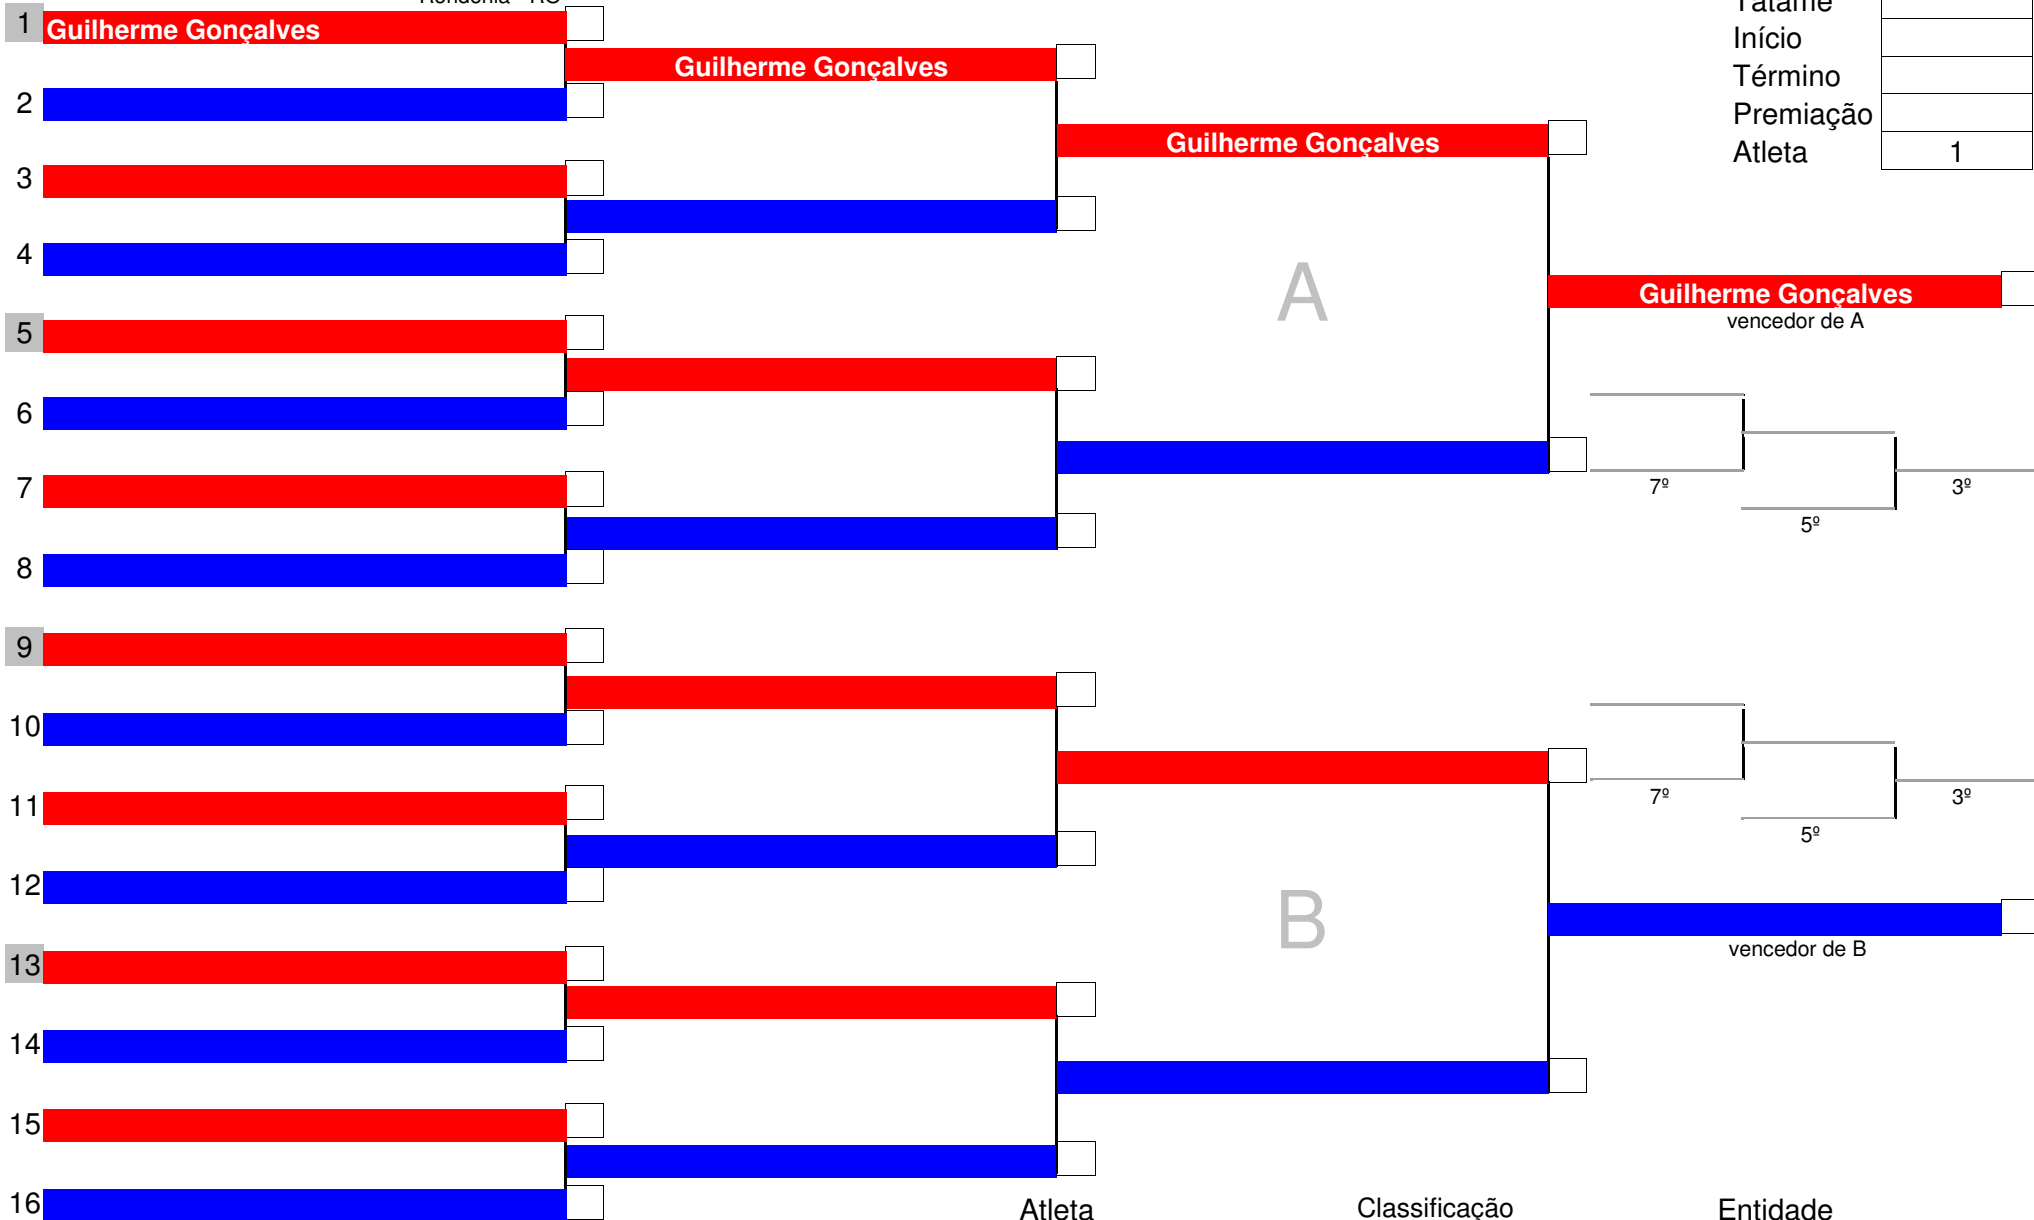 Rondônia - RO
Tatame
1 Guilherme Gonçalves
Início
Guilherme Gonçalves
Término
2
Premiação
Guilherme Gonçalves
Atleta 1
3
4
A
Guilherme Gonçalves
vencedor de A
5
6
7
7º 3º
5º
8
9
10
11
7º 3º
5º
12
B
vencedor de B
13
14
15
16
Atleta Classificação Entidade